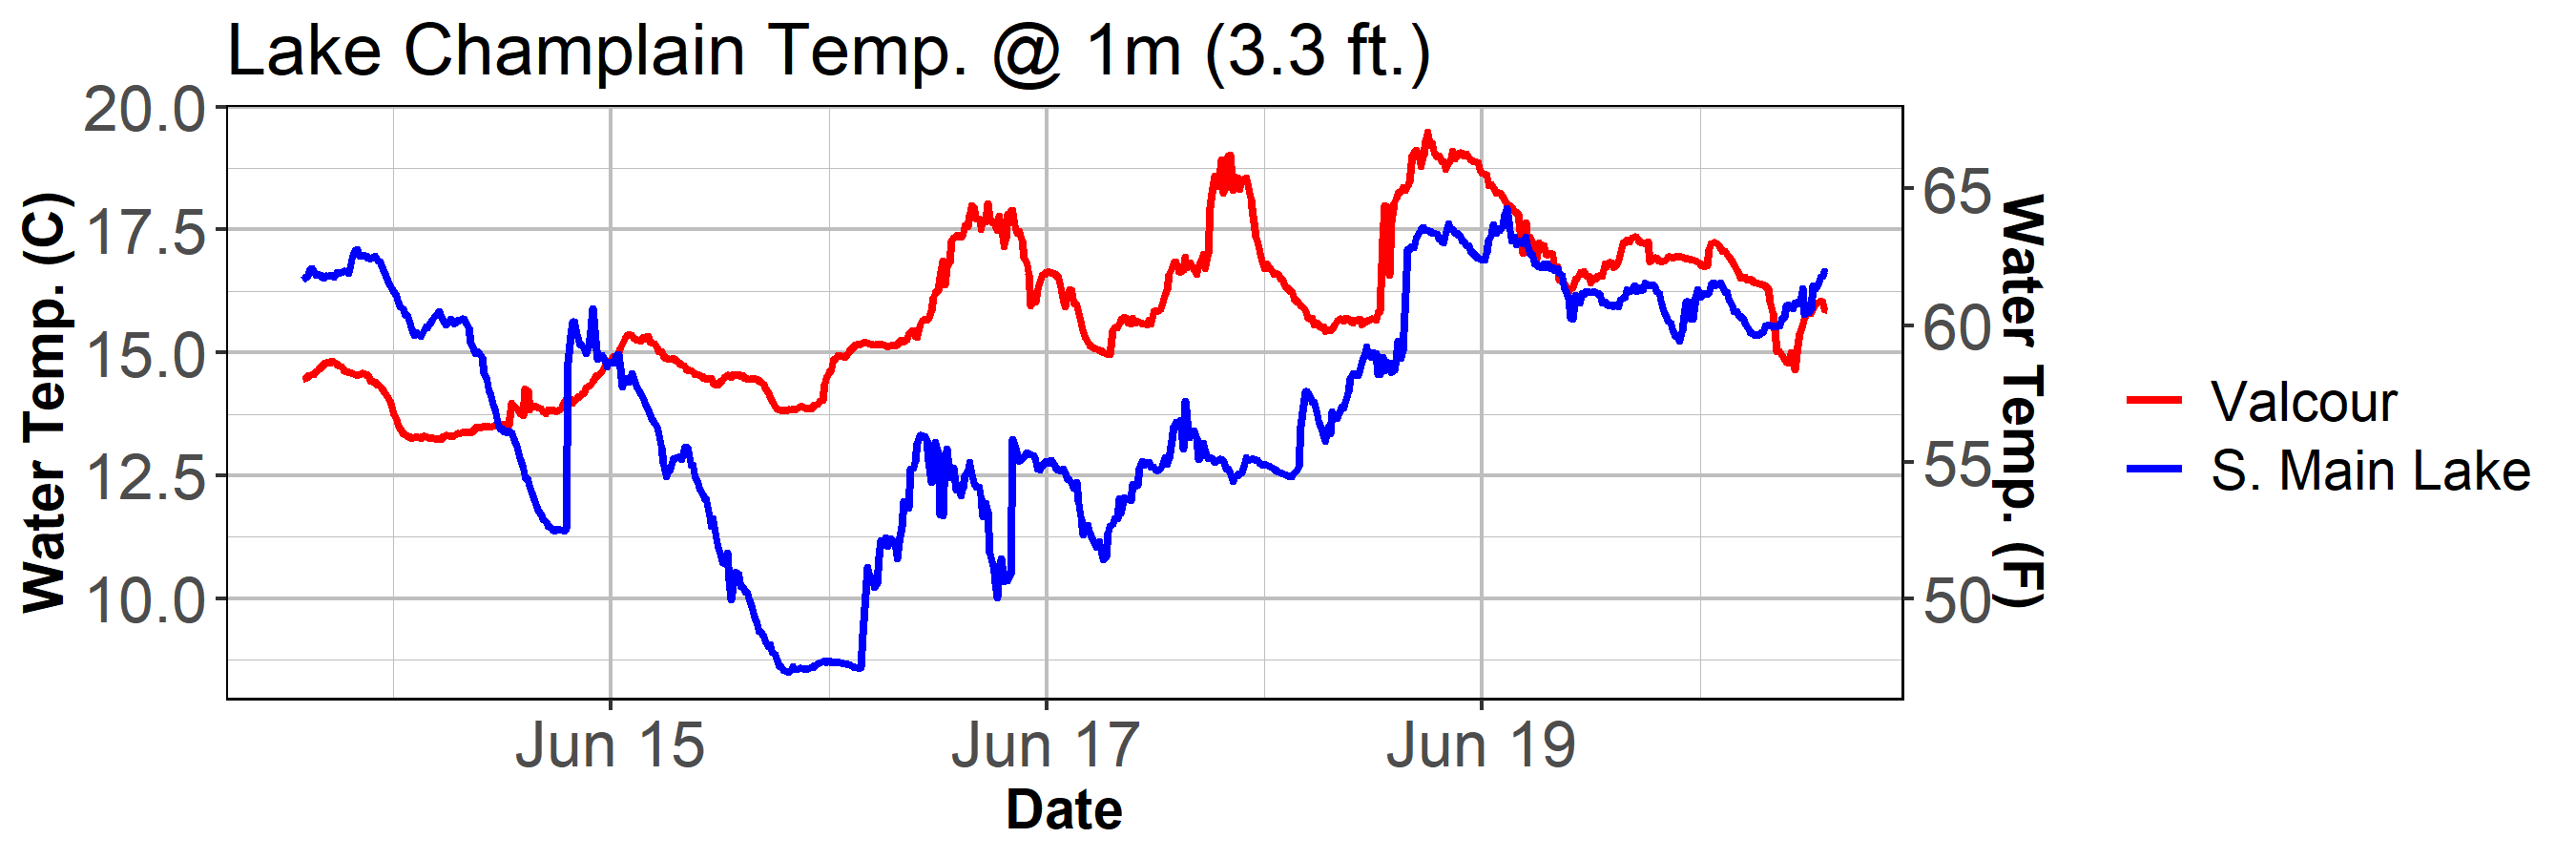 Lake Champlain Temp. @ 1m (3.3 ft.)
Water Temp. (C)
20.0
17.5
15.0
12.5
10.0
65
60
55
50
Water Temp. (F)
Jun 15
Jun 17
Jun 19
Date
Valcour
S. Main Lake